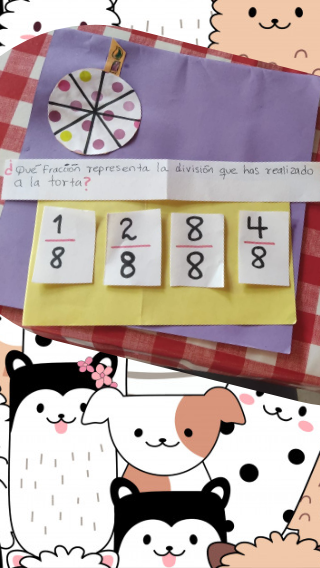 ¿Qué fracción representa la división que has realizado
a la torta?
1/8 2/8 8/8 4/8